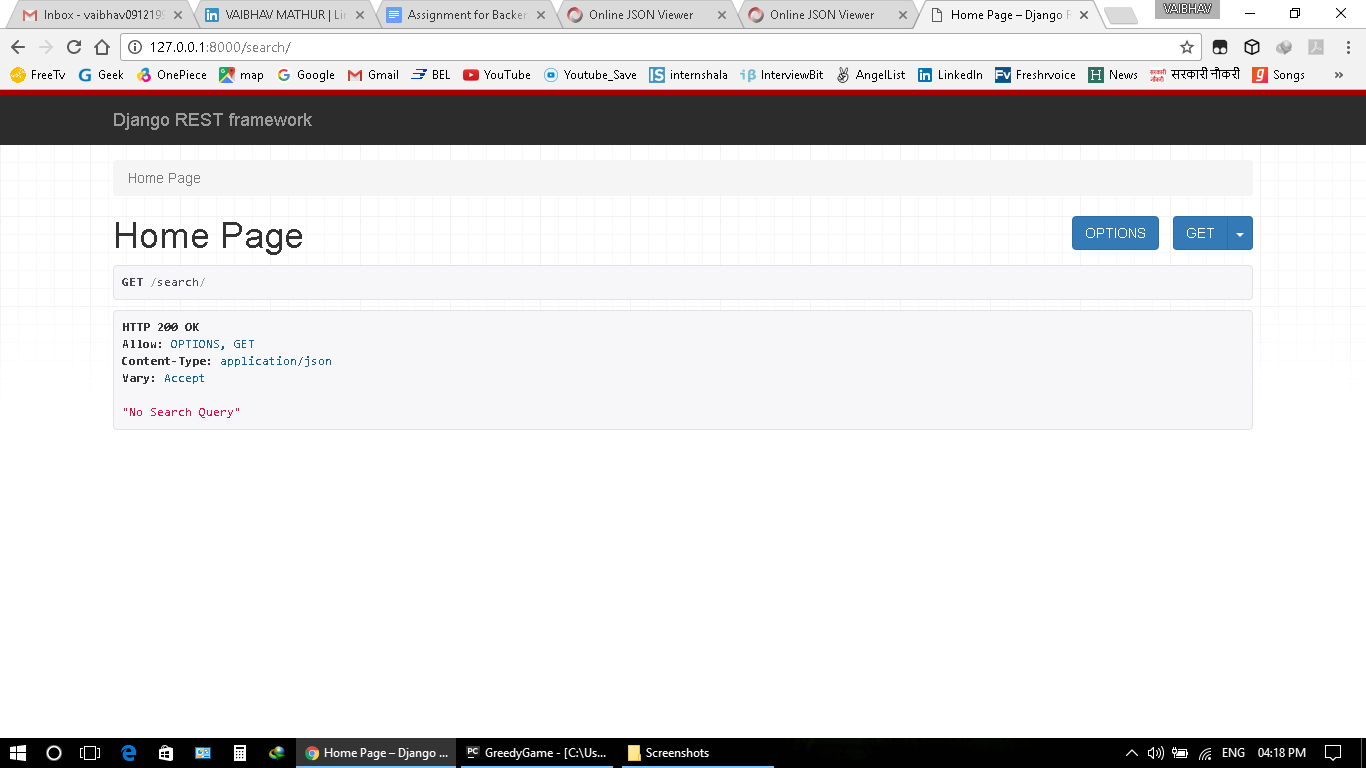 Inbox - vaibhav0912199
VAIBHAV MATHUR | Lin
Assignment for Backen
Online JSON Viewer
Online JSON Viewer
Home Page – Django R
VAIBHAV
127.0.0.1:8000/search/
FreeTv Geek OnePiece map Google Gmail BEL YouTube Youtube_Save internshala InterviewBit AngelList LinkedIn Freshrvoice News सरकारी नौकरी Songs »
Django REST framework
Home Page
Home Page
OPTIONS
GET
GET /search/
HTTP 200 OK
Allow: OPTIONS, GET
Content-Type: application/json
Vary: Accept
"No Search Query"
Home Page – Django ...
GreedyGame - [C:\Us...
Screenshots
ENG
04:18 PM